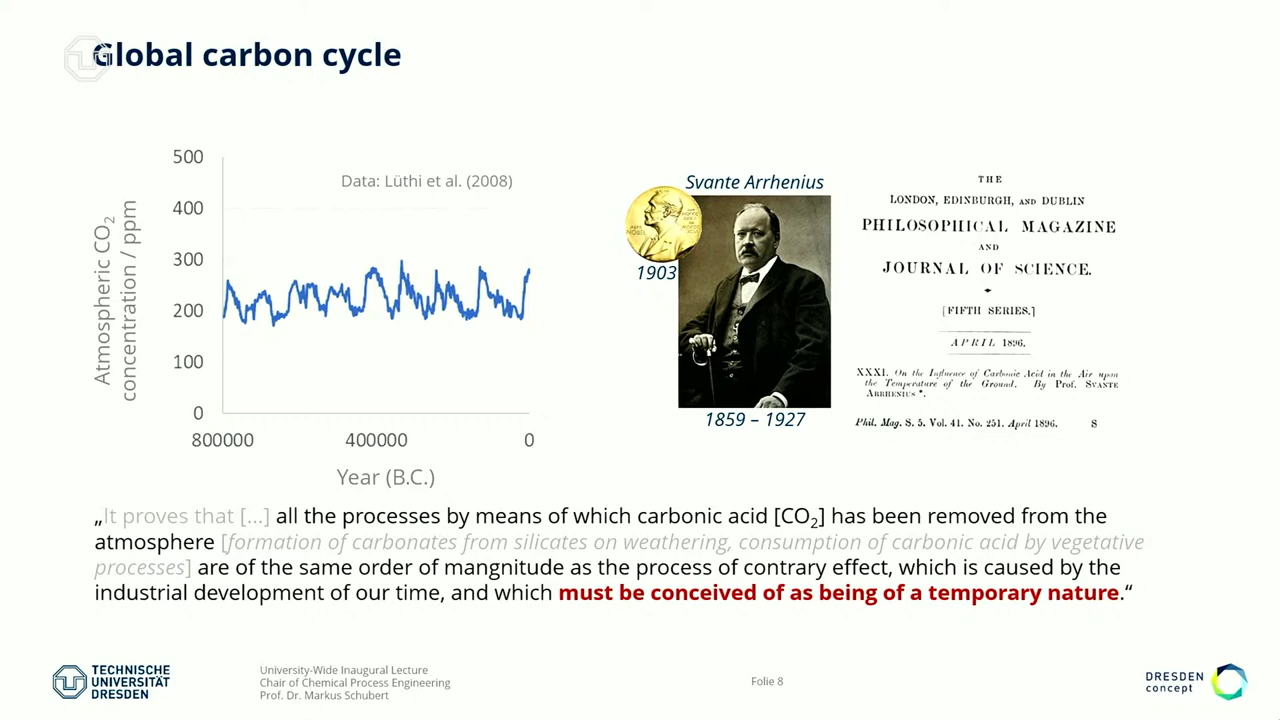 Global carbon cycle
500
400
300
200
100
0
800000
400000
0
Atmospheric CO₂
concentration / ppm
Year (B.C.)
Data: Lüthi et al. (2008)
Svante Arrhenius
1903
1859 – 1927
THE
LONDON, EDINBURGH, AND DUBLIN
PHILOSOPHICAL MAGAZINE
AND
JOURNAL OF SCIENCE.
[FIFTH SERIES.]
APRIL 1896.
XXXI. On the Influence of Carbonic Acid in the Air upon
the Temperature of the Ground. By Prof. SVANTE
ARRHENIUS *.
Phil. Mag. S. 5. Vol. 41. No. 251. April 1896. S
„It proves that [...] all the processes by means of which carbonic acid [CO₂] has been removed from the
atmosphere [formation of carbonates from silicates on weathering, consumption of carbonic acid by vegetative
processes] are of the same order of mangnitude as the process of contrary effect, which is caused by the
industrial development of our time, and which must be conceived of as being of a temporary nature.“
TECHNISCHE
UNIVERSITÄT
DRESDEN
University-Wide Inaugural Lecture
Chair of Chemical Process Engineering
Prof. Dr. Markus Schubert
Folie 8
DRESDEN
concept